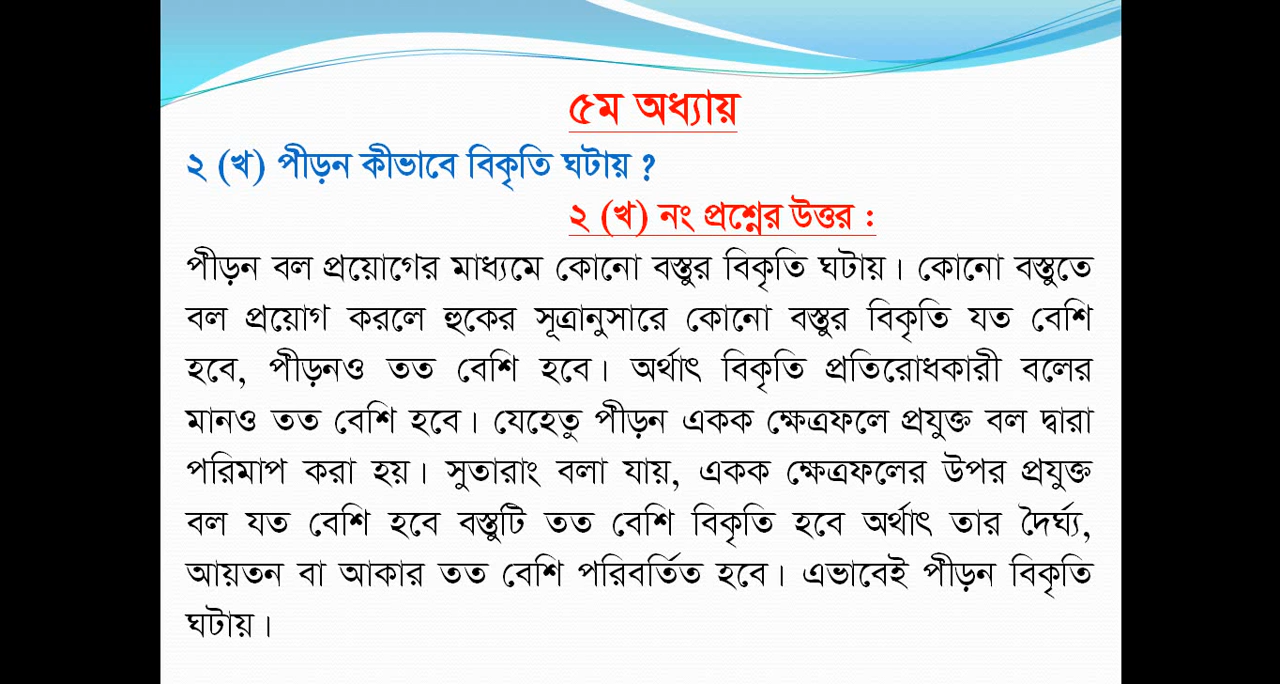 ৫ম অধ্যায়
২ (খ) পীড়ন কীভাবে বিকৃতি ঘটায় ?
২ (খ) নং প্রশ্নের উত্তর :
পীড়ন বল প্রয়োগের মাধ্যমে কোনো বস্তুর বিকৃতি ঘটায়। কোনো বস্তুতে
বল প্রয়োগ করলে হুকের সূত্রানুসারে কোনো বস্তুর বিকৃতি যত বেশি
হবে, পীড়নও তত বেশি হবে। অর্থাৎ বিকৃতি প্রতিরোধকারী বলের
মানও তত বেশি হবে। যেহেতু পীড়ন একক ক্ষেত্রফলে প্রযুক্ত বল দ্বারা
পরিমাপ করা হয়। সুতারাং বলা যায়, একক ক্ষেত্রফলের উপর প্রযুক্ত
বল যত বেশি হবে বস্তুটি তত বেশি বিকৃতি হবে অর্থাৎ তার দৈর্ঘ্য,
আয়তন বা আকার তত বেশি পরিবর্তিত হবে। এভাবেই পীড়ন বিকৃতি
ঘটায়।